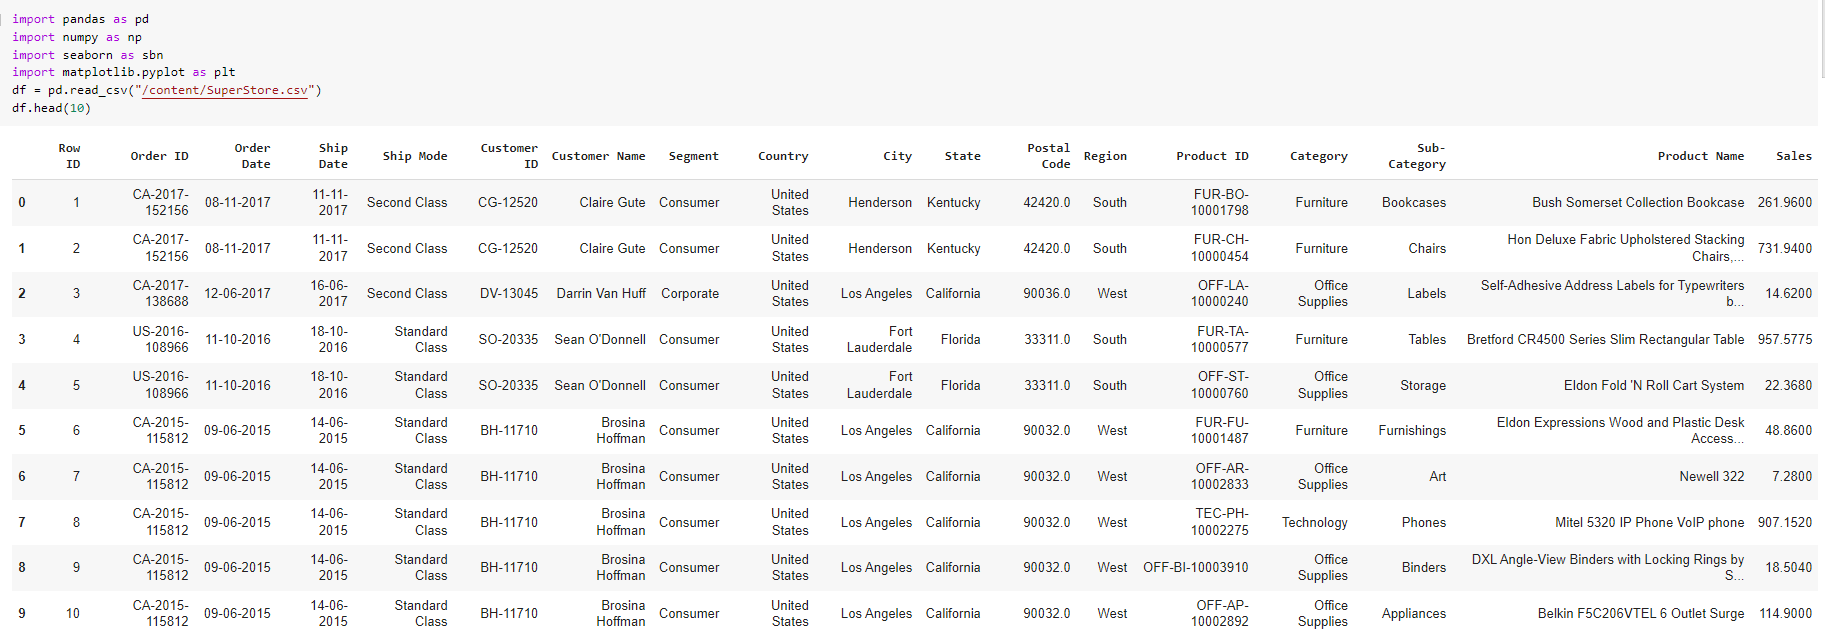 import pandas as pd
import numpy as np
import seaborn as sbn
import matplotlib.pyplot as plt
df = pd.read_csv("/content/SuperStore.csv")
df.head(10)
Row ID Order ID Order Date Ship Date Ship Mode Customer ID Customer Name Segment Country City State Postal Code Region Product ID Category Sub-Category Product Name Sales
0 1 CA-2017-152156 08-11-2017 11-11-2017 Second Class CG-12520 Claire Gute Consumer United States Henderson Kentucky 42420.0 South FUR-BO-10001798 Furniture Bookcases Bush Somerset Collection Bookcase 261.9600
1 2 CA-2017-152156 08-11-2017 11-11-2017 Second Class CG-12520 Claire Gute Consumer United States Henderson Kentucky 42420.0 South FUR-CH-10000454 Furniture Chairs Hon Deluxe Fabric Upholstered Stacking Chairs,... 731.9400
2 3 CA-2017-138688 12-06-2017 16-06-2017 Second Class DV-13045 Darrin Van Huff Corporate United States Los Angeles California 90036.0 West OFF-LA-10000240 Office Supplies Labels Self-Adhesive Address Labels for Typewriters b... 14.6200
3 4 US-2016-108966 11-10-2016 18-10-2016 Standard Class SO-20335 Sean O'Donnell Consumer United States Fort Lauderdale Florida 33311.0 South FUR-TA-10000577 Furniture Tables Bretford CR4500 Series Slim Rectangular Table 957.5775
4 5 US-2016-108966 11-10-2016 18-10-2016 Standard Class SO-20335 Sean O'Donnell Consumer United States Fort Lauderdale Florida 33311.0 South OFF-ST-10000760 Office Supplies Storage Eldon Fold 'N Roll Cart System 22.3680
5 6 CA-2015-115812 09-06-2015 14-06-2015 Standard Class BH-11710 Brosina Hoffman Consumer United States Los Angeles California 90032.0 West FUR-FU-10001487 Furniture Furnishings Eldon Expressions Wood and Plastic Desk Access... 48.8600
6 7 CA-2015-115812 09-06-2015 14-06-2015 Standard Class BH-11710 Brosina Hoffman Consumer United States Los Angeles California 90032.0 West OFF-AR-10002833 Office Supplies Art Newell 322 7.2800
7 8 CA-2015-115812 09-06-2015 14-06-2015 Standard Class BH-11710 Brosina Hoffman Consumer United States Los Angeles California 90032.0 West TEC-PH-10002275 Technology Phones Mitel 5320 IP Phone VoIP phone 907.1520
8 9 CA-2015-115812 09-06-2015 14-06-2015 Standard Class BH-11710 Brosina Hoffman Consumer United States Los Angeles California 90032.0 West OFF-BI-10003910 Office Supplies Binders DXL Angle-View Binders with Locking Rings by S... 18.5040
9 10 CA-2015-115812 09-06-2015 14-06-2015 Standard Class BH-11710 Brosina Hoffman Consumer United States Los Angeles California 90032.0 West OFF-AP-10002892 Office Supplies Appliances Belkin F5C206VTEL 6 Outlet Surge 114.9000